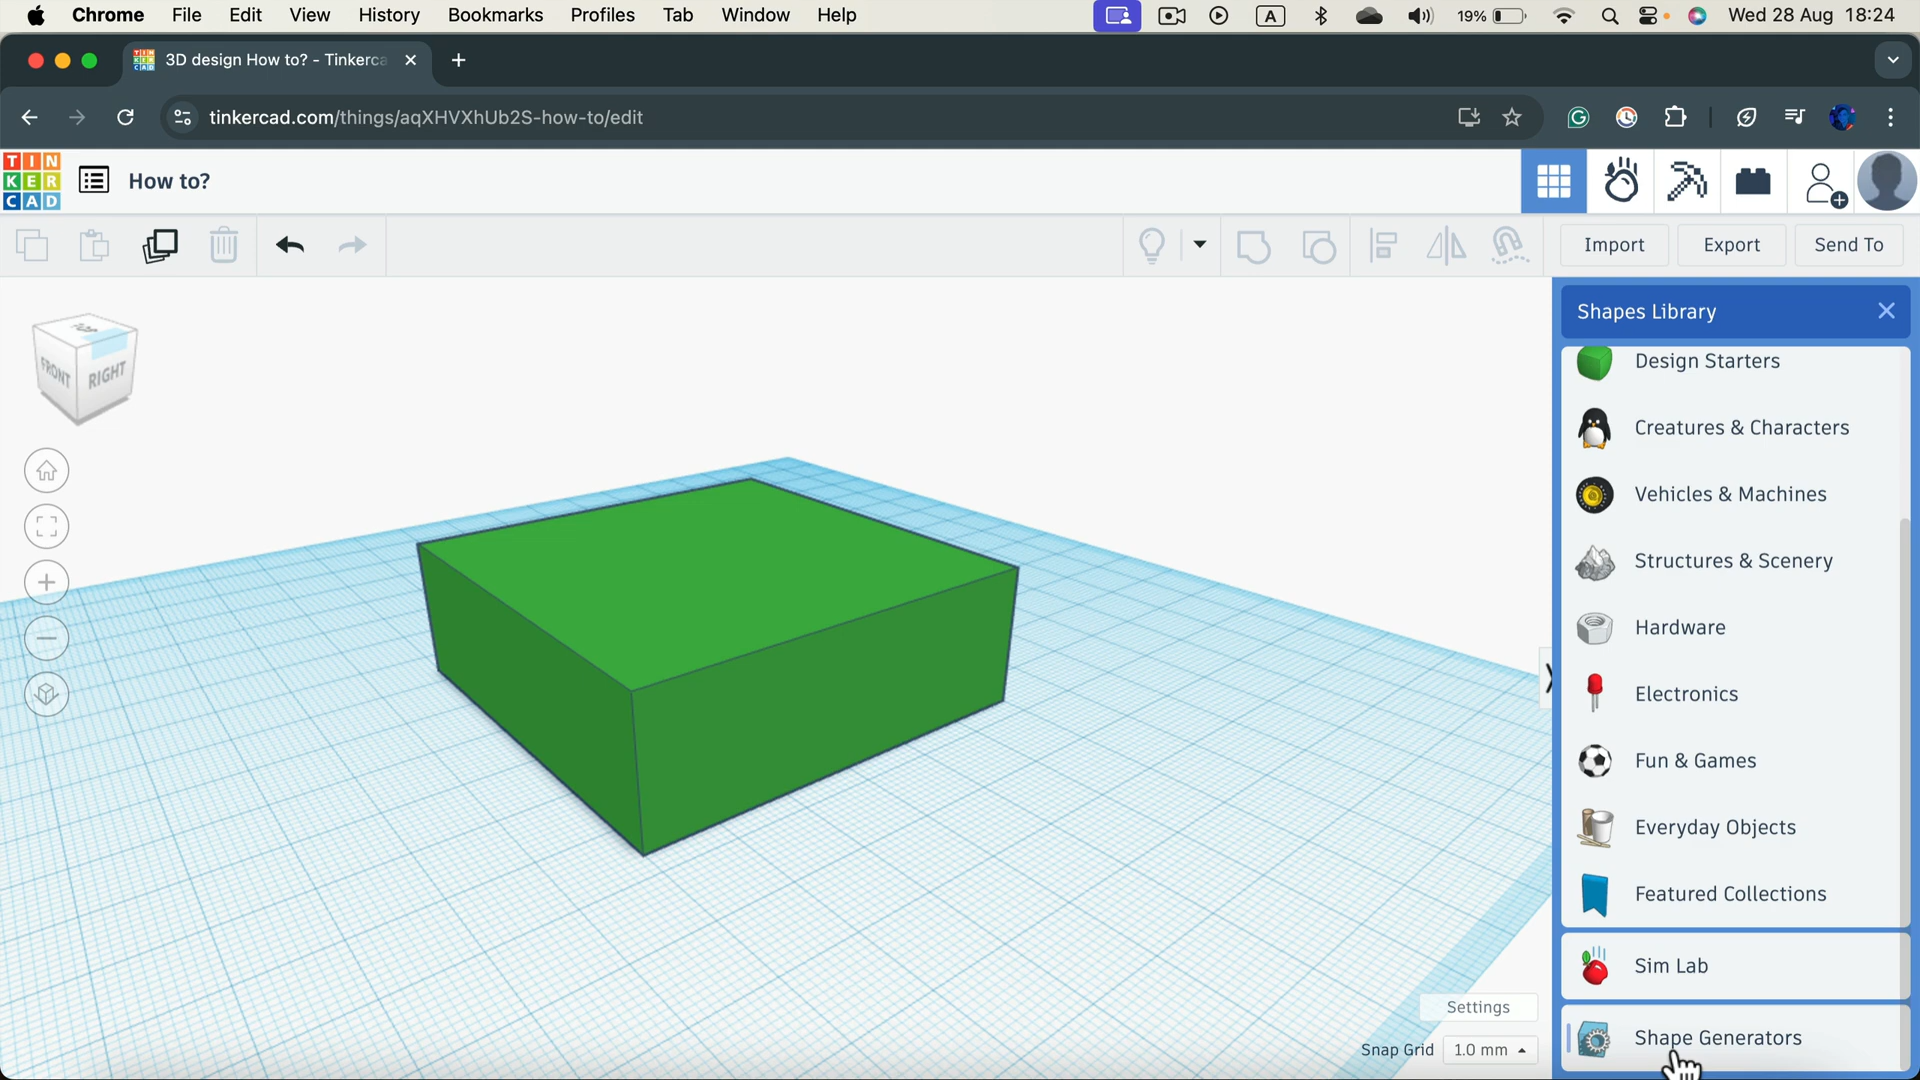 Chrome File Edit View History Bookmarks Profiles Tab Window Help A 19% Wed 28 Aug 18:24
3D design How to? - Tinkerca
tinkercad.com/things/aqXHVXhUb2S-how-to/edit
TIN
KER
CAD
How to?
Import Export Send To
Shapes Library
TOP
FRONT RIGHT
Design Starters
Creatures & Characters
Vehicles & Machines
Structures & Scenery
Hardware
Electronics
Fun & Games
Everyday Objects
Featured Collections
Sim Lab
Settings
Shape Generators
Snap Grid 1.0 mm